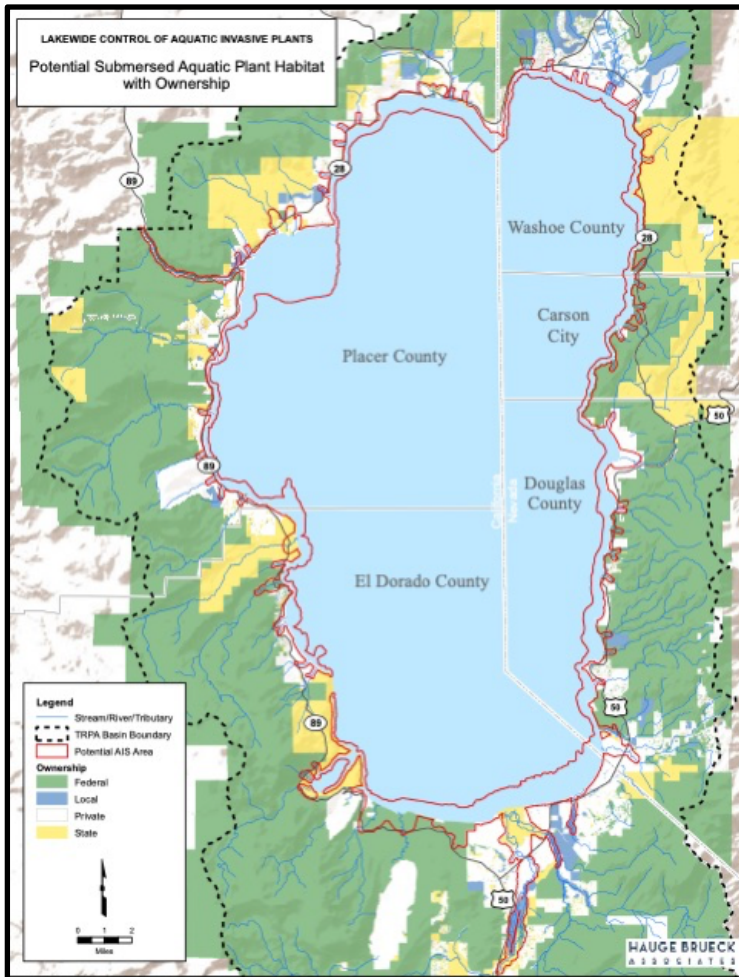 LAKEWIDE CONTROL OF AQUATIC INVASIVE PLANTS
Potential Submersed Aquatic Plant Habitat
with Ownership
89
28
Washoe County
28
Carson
City
Placer County
50
89
Douglas
County
California
Nevada
El Dorado County
50
89
50
Legend
Stream/River/Tributary
TRPA Basin Boundary
Potential AIS Area
Ownership
Federal
Local
Private
State
0 1 2
Miles
HAUGE BRUECK
ASSOCIATES